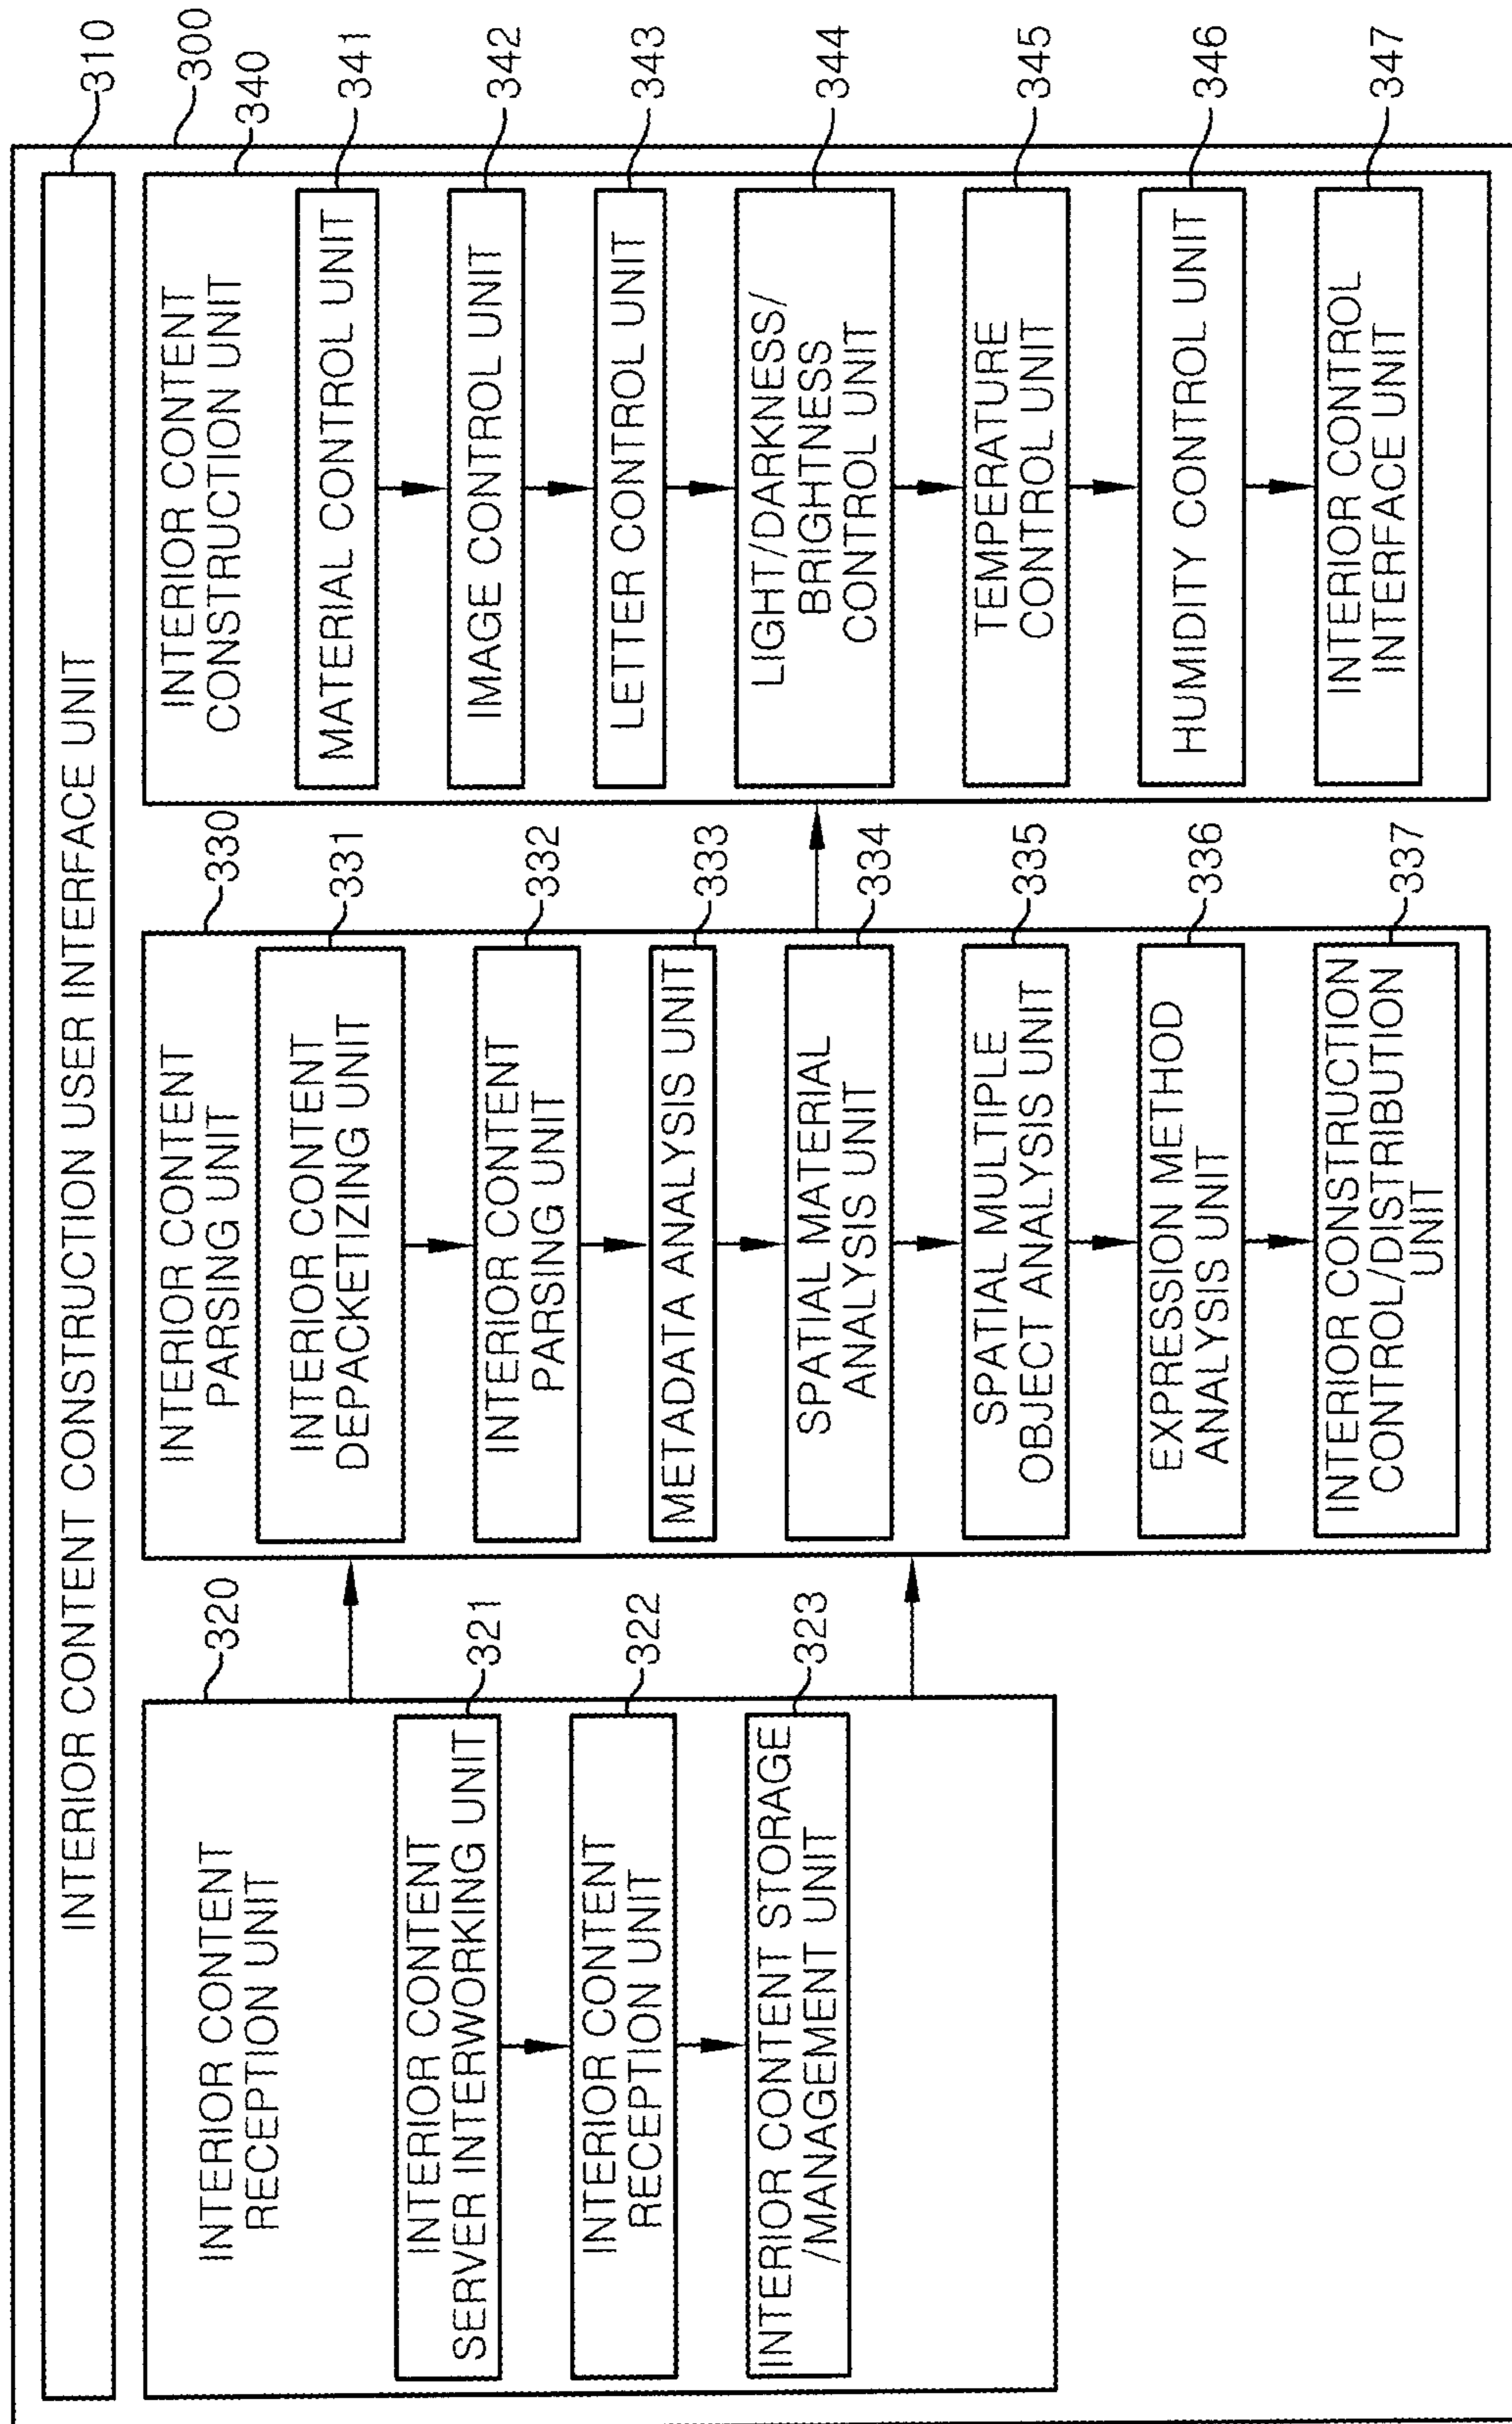 INTERIOR CONTENT CONSTRUCTION USER INTERFACE UNIT
310
300
INTERIOR CONTENT
RECEPTION UNIT
320
INTERIOR CONTENT
SERVER INTERWORKING UNIT
321
INTERIOR CONTENT
RECEPTION UNIT
322
INTERIOR CONTENT STORAGE
/MANAGEMENT UNIT
323
INTERIOR CONTENT
PARSING UNIT
330
INTERIOR CONTENT
DEPACKETIZING UNIT
331
INTERIOR CONTENT
PARSING UNIT
332
METADATA ANALYSIS UNIT
333
SPATIAL MATERIAL
ANALYSIS UNIT
334
SPATIAL MULTIPLE
OBJECT ANALYSIS UNIT
335
EXPRESSION METHOD
ANALYSIS UNIT
336
INTERIOR CONSTRUCTION
CONTROL/DISTRIBUTION
UNIT
337
INTERIOR CONTENT
CONSTRUCTION UNIT
340
MATERIAL CONTROL UNIT
341
IMAGE CONTROL UNIT
342
LETTER CONTROL UNIT
343
LIGHT/DARKNESS/
BRIGHTNESS
CONTROL UNIT
344
TEMPERATURE
CONTROL UNIT
345
HUMIDITY CONTROL UNIT
346
INTERIOR CONTROL
INTERFACE UNIT
347